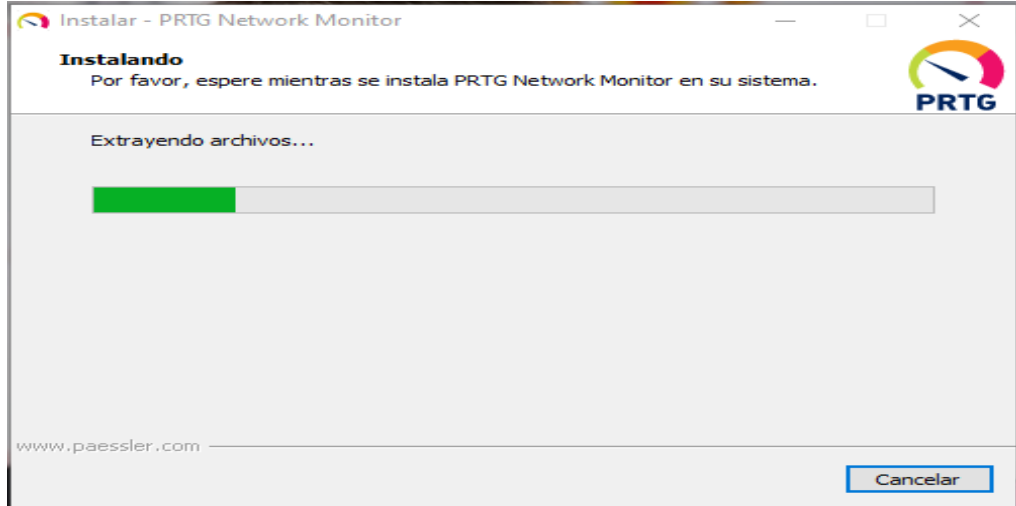 Instalar - PRTG Network Monitor
Instalando
Por favor, espere mientras se instala PRTG Network Monitor en su sistema.
PRTG
Extrayendo archivos...
www.paessler.com
Cancelar